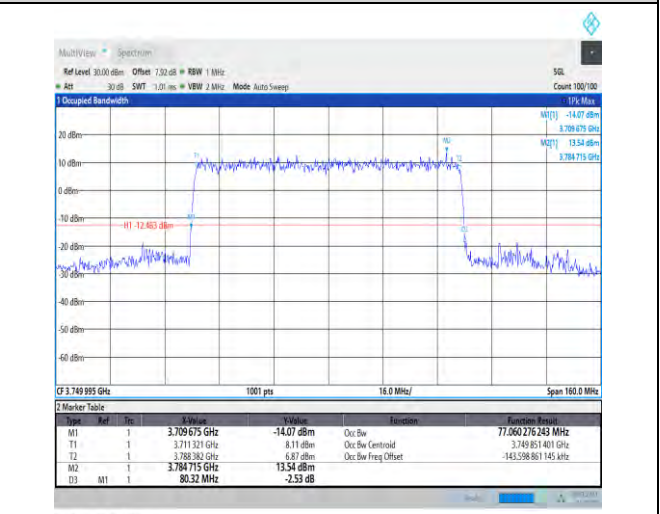 MultiView Spectrum
Ref Level 30.00 dBm Offset 7.92 dB RBW 1 MHz SGL
Att 30 dB SWT 1.01 ms VBW 2 MHz Mode Auto Sweep Count 100/100
1 Occupied Bandwidth 1Pk Max
M1[1] -14.07 dBm
3.709 675 GHz
M2[1] 13.54 dBm
3.784 715 GHz
20 dBm
M2
T1
T2
10 dBm
0 dBm
-10 dBm
M1
H1 -12.463 dBm
D3
-20 dBm
-30 dBm
-40 dBm
-50 dBm
-60 dBm
CF 3.749 995 GHz 1001 pts 16.0 MHz/ Span 160.0 MHz
2 Marker Table
Type Ref Trc X-Value Y-Value Function Function Result
M1 1 3.709 675 GHz -14.07 dBm Occ Bw 77.060 276 243 MHz
T1 1 3.711 321 GHz 8.11 dBm Occ Bw Centroid 3.749 851 401 GHz
T2 1 3.788 382 GHz 6.87 dBm Occ Bw Freq Offset -143.598 861 145 kHz
M2 1 3.784 715 GHz 13.54 dBm
D3 M1 1 80.32 MHz -2.53 dB